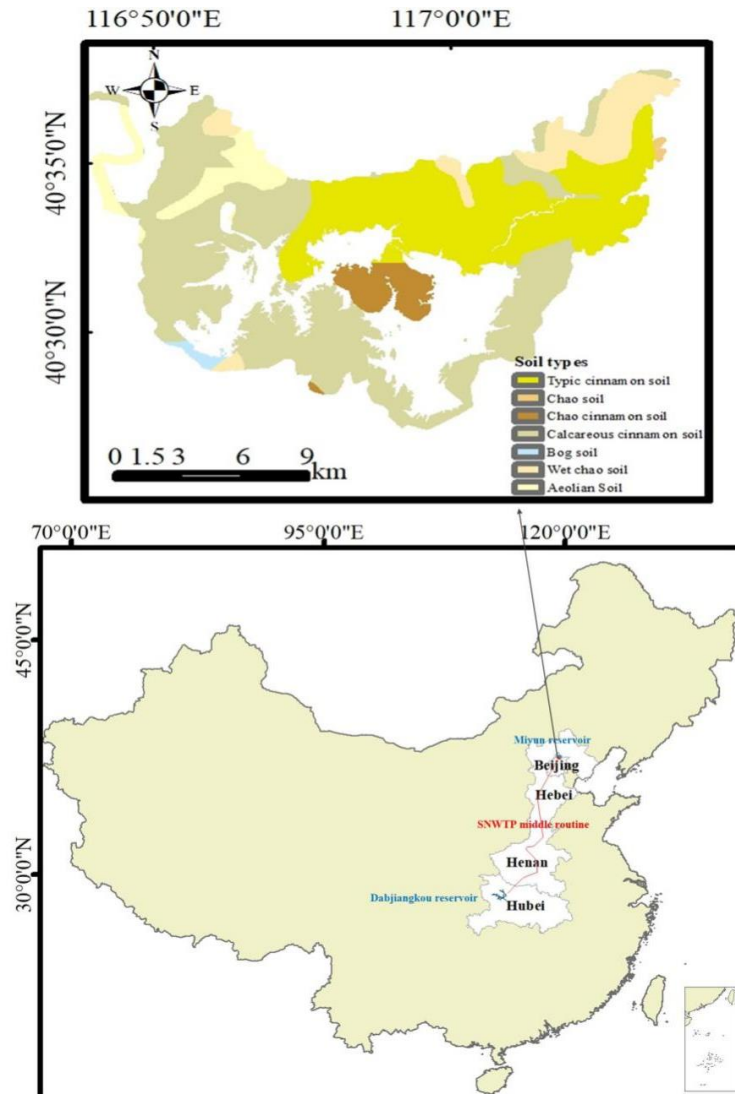 116°50'0"E 117°0'0"E
N
W E
S
40°35'0"N
40°30'0"N
Soil types
Typic cinnamon soil
Chao soil
Chao cinnamon soil
Calcareous cinnamon soil
Bog soil
Wet chao soil
Aeolian Soil
0 1.5 3 6 9
km
70°0'0"E 95°0'0"E 120°0'0"E
45°0'0"N
Miyun reservoir
Beijing
Hebei
SNWTP middle routine
Henan
30°0'0"N
Dabjiangkou reservoir
Hubei